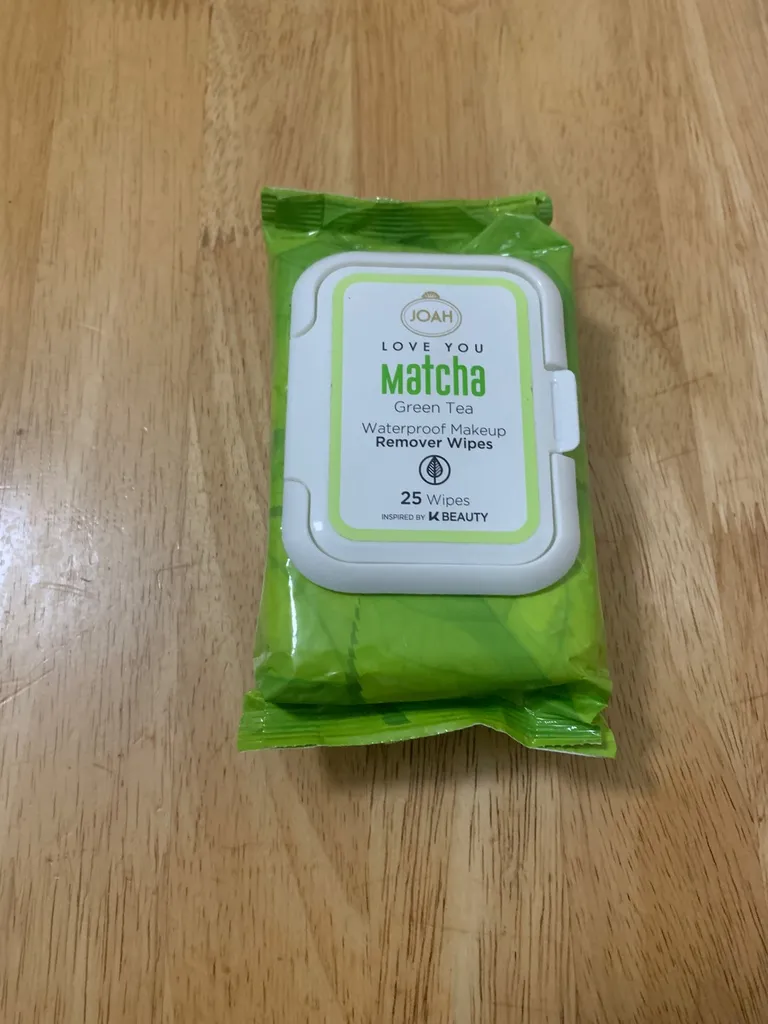 JOAH
LOVE YOU
Matcha
Green Tea
Waterproof Makeup
Remover Wipes
25 Wipes
INSPIRED BY K BEAUTY